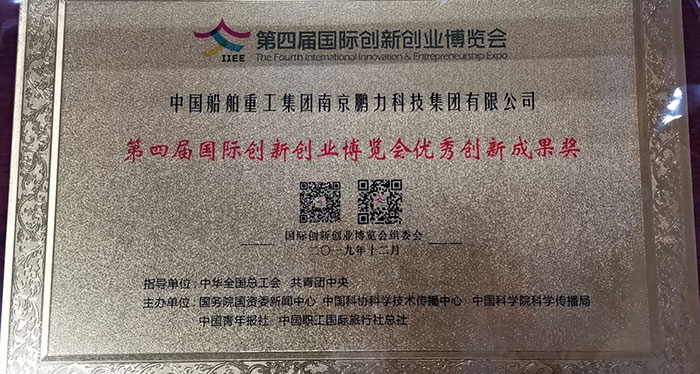 IIEE
第四届国际创新创业博览会
The Fourth International Innovation & Entrepreneurship Expo
中国船舶重工集团南京鹏力科技集团有限公司
第四届国际创新创业博览会优秀创新成果奖
国际创新创业博览会组委会
二〇一九年十二月
指导单位：中华全国总工会 共青团中央
主办单位：国务院国资委新闻中心 中国科协科学技术传播中心 中国科学院科学传播局
中国青年报社 中国职工国际旅行社总社